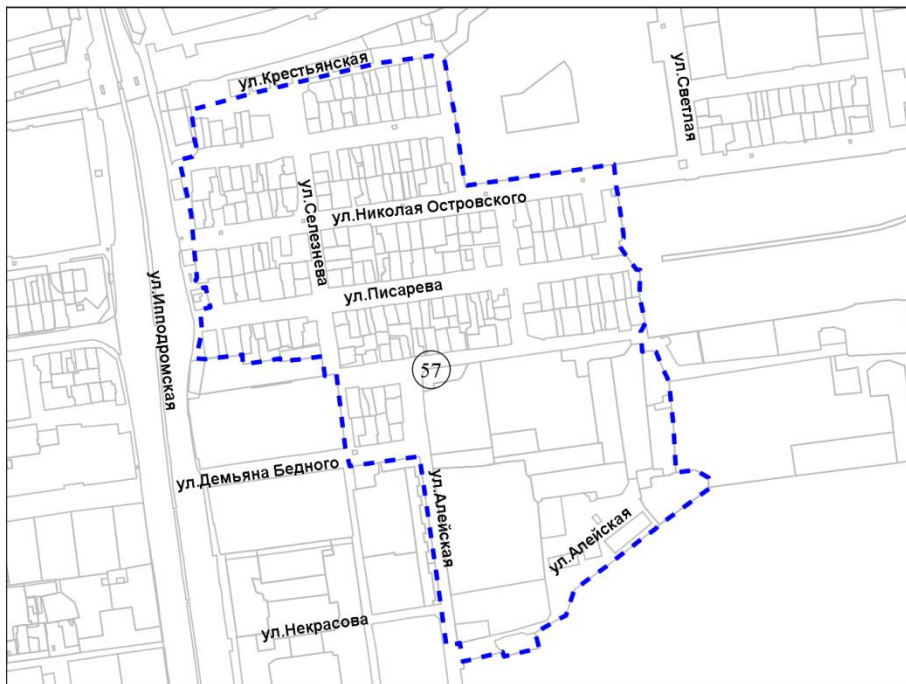 ул.Крестьянская
ул.Светлая
ул.Селезнева
ул.Николая Островского
ул.Писарева
ул.Ипподромская
57
ул.Демьяна Бедного
ул.Алейская
ул.Алейская
ул.Некрасова